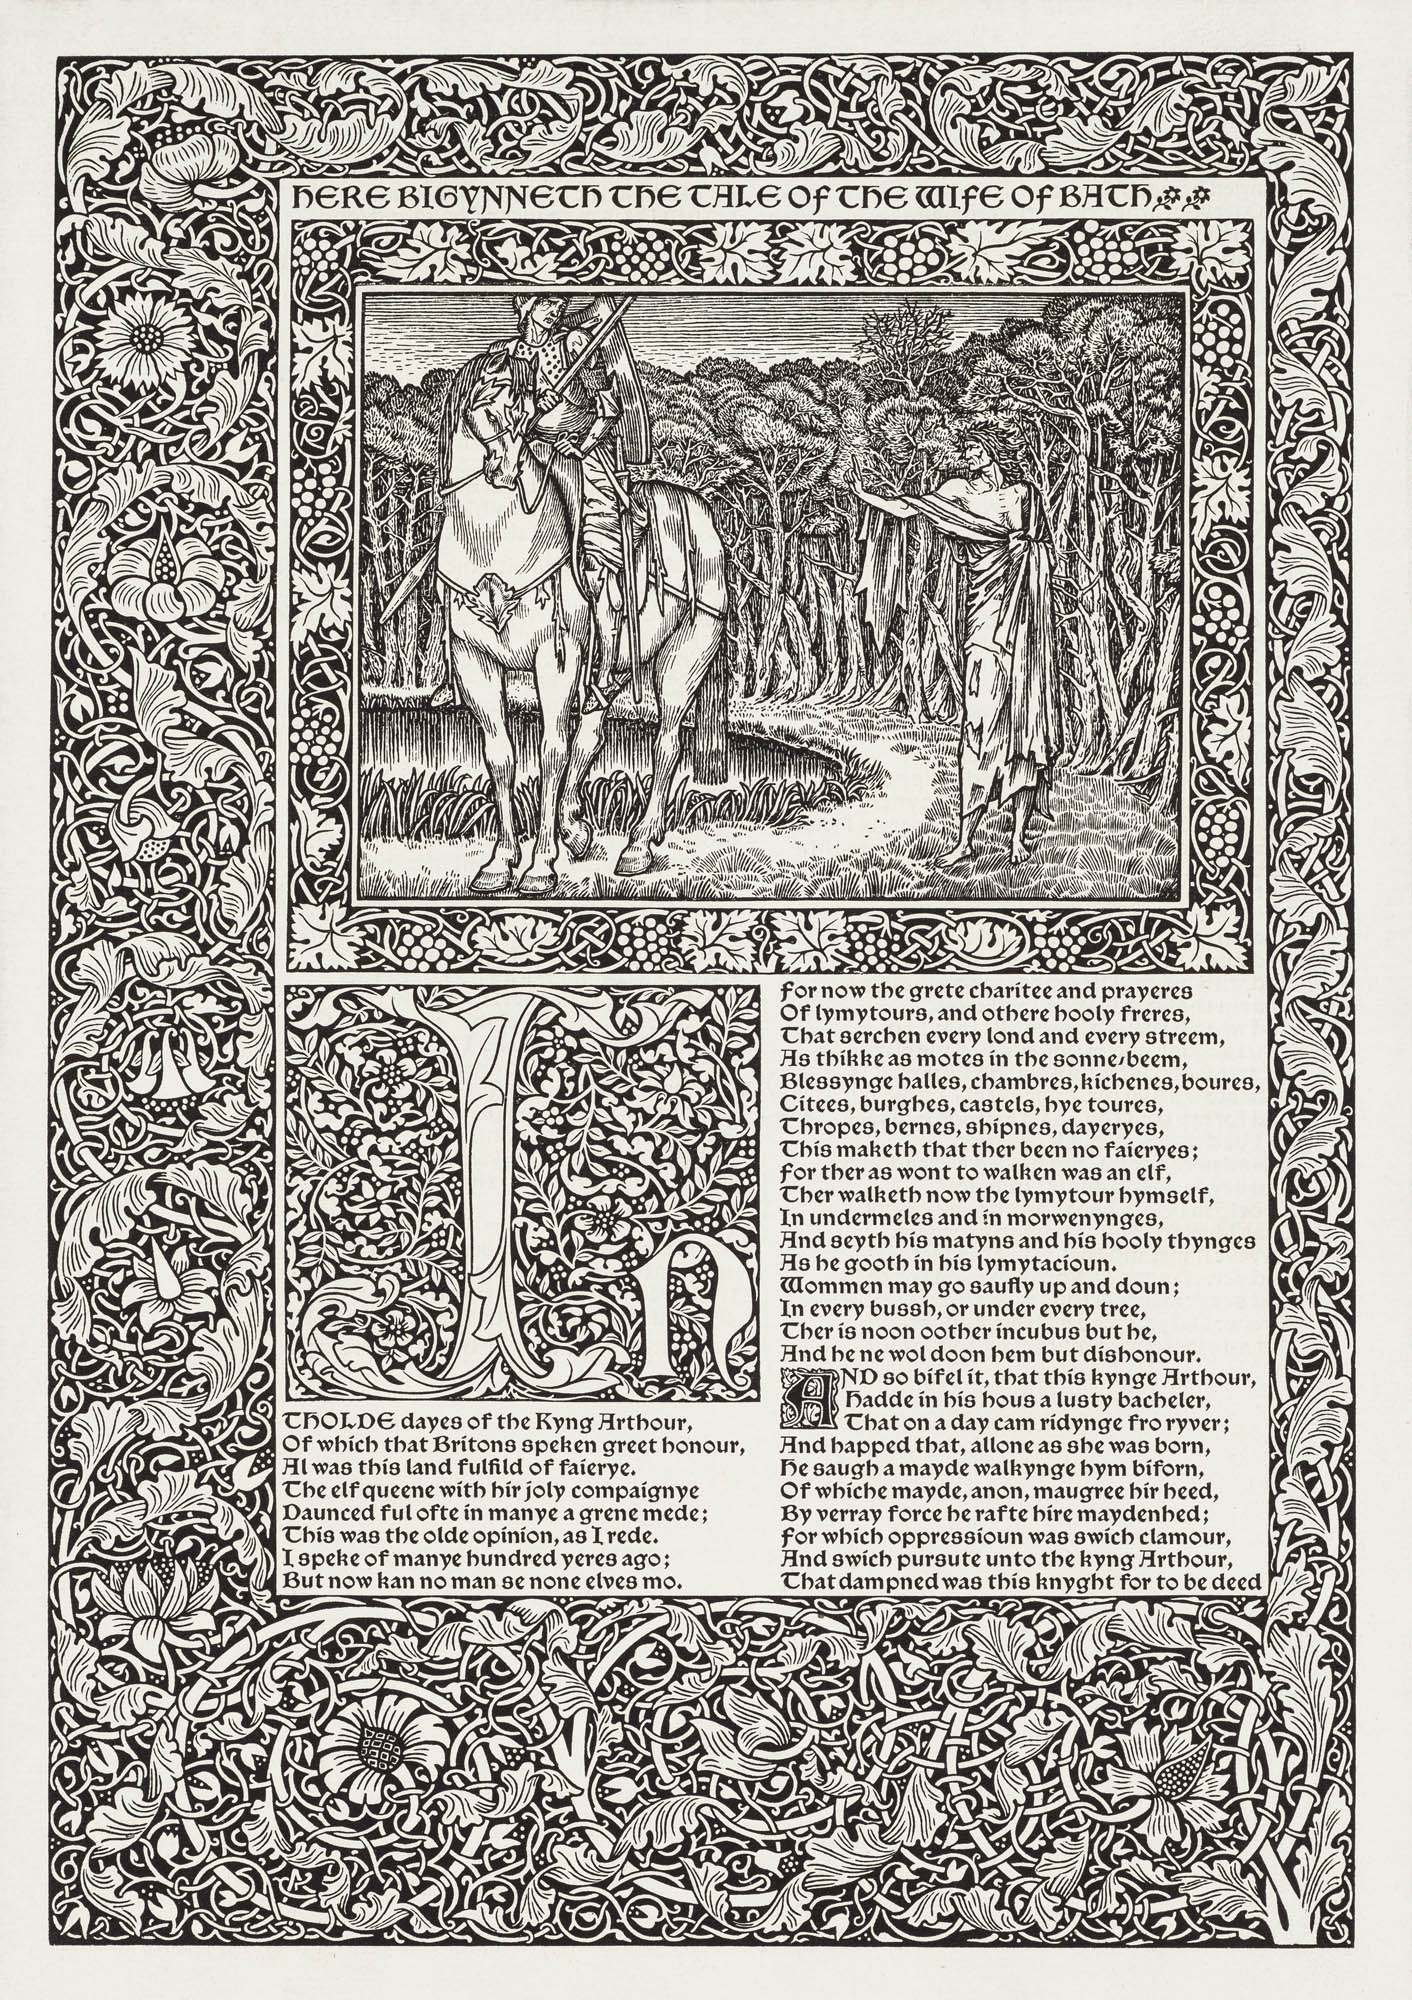 HERE BIGYNNETH THE TALE OF THE WIFE OF BATH
In
THOLDE dayes of the Kyng Arthour,
Of which that Britons speken greet honour,
Al was this land fulfild of faierye.
The elf queene with hir joly compaignye
Daunced ful ofte in manye a grene mede;
This was the olde opinion, as I rede.
I speke of manye hundred yeres ago;
But now kan no man se none elves mo.
For now the grete charitee and prayeres
Of lymytours, and othere hooly freres,
That serchen every lond and every streem,
As thikke as motes in the sonne-beem,
Blessynge halles, chambres, kichenes, boures,
Citees, burghes, castels, hye toures,
Thropes, bernes, shipnes, dayeryes,
This maketh that ther been no faieryes;
For ther as wont to walken was an elf,
Ther walketh now the lymytour hymself,
In undermeles and in morwenynges,
And seyth his matyns and his hooly thynges
As he gooth in his lymytacioun.
Wommen may go saufly up and doun;
In every bussh, or under every tree,
Ther is noon oother incubus but he,
And he ne wol doon hem but dishonour.
AND so bifel it, that this kynge Arthour,
Hadde in his hous a lusty bacheler,
That on a day cam ridynge fro ryver;
And happed that, allone as she was born,
He saugh a mayde walkynge hym biforn,
Of whiche mayde, anon, maugree hir heed,
By verray force he rafte hire maydenhed;
For which oppressioun was swich clamour,
And swich pursute unto the kyng Arthour,
That dampned was this knyght for to be deed